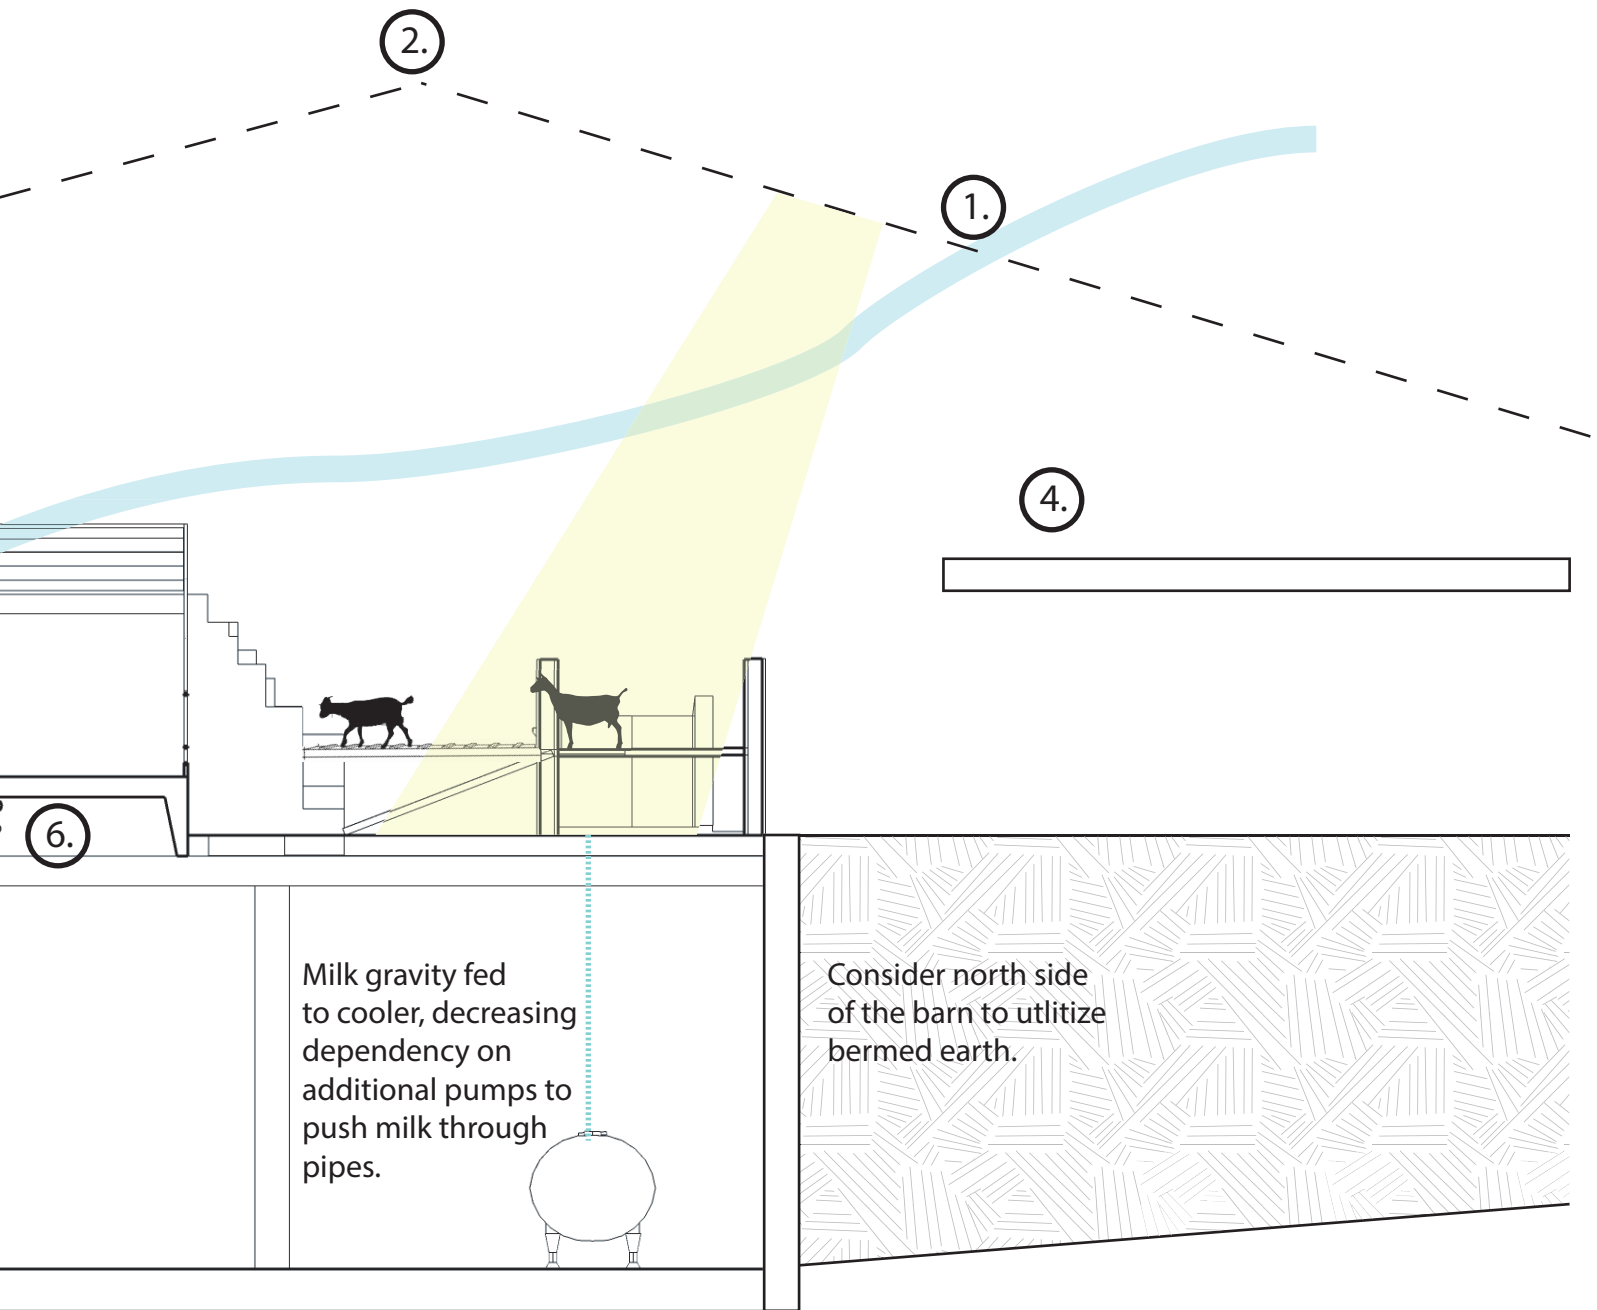 2.
1.
4.
6.
Milk gravity fed
to cooler, decreasing
dependency on
additional pumps to
push milk through
pipes.
Consider north side
of the barn to utlitize
bermed earth.